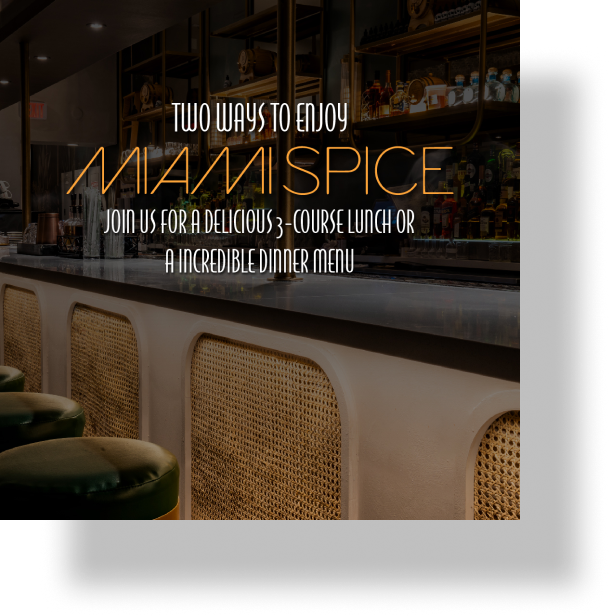 TWO WAYS TO ENJOY
MIAMI SPICE
JOIN US FOR A DELICIOUS 3-COURSE LUNCH OR
A INCREDIBLE DINNER MENU